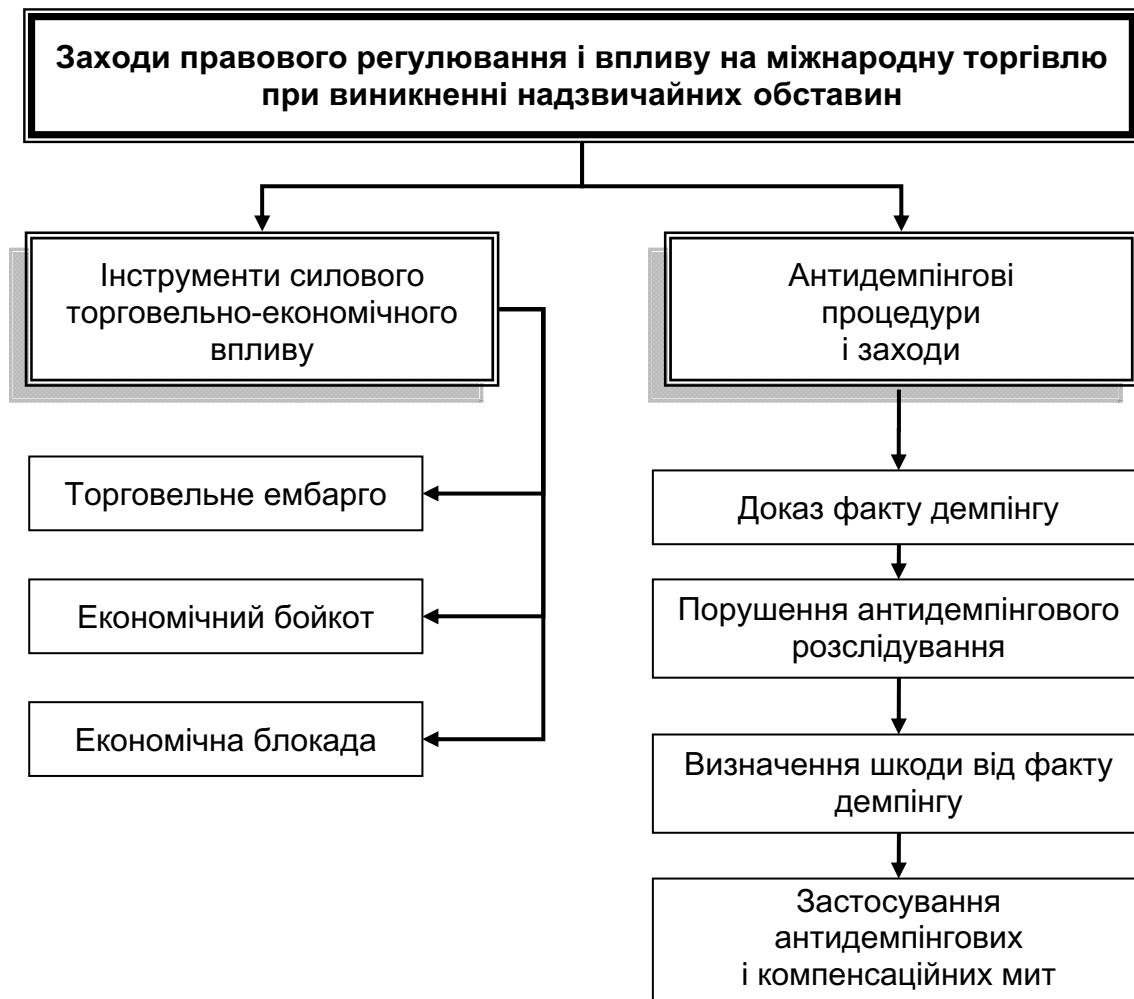 Заходи правового регулювання і впливу на міжнародну торгівлю
при виникненні надзвичайних обставин
Інструменти силового
торговельно-економічного
впливу
Антидемпінгові
процедури
і заходи
Торговельне ембарго
Економічний бойкот
Економічна блокада
Доказ факту демпінгу
Порушення антидемпінгового
розслідування
Визначення шкоди від факту
демпінгу
Застосування
антидемпінгових
і компенсаційних мит